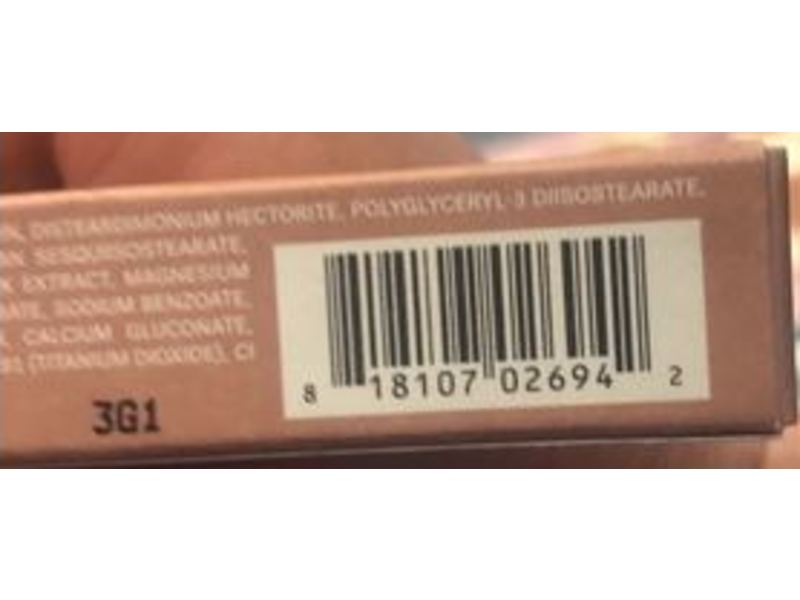 DISTEARDIMONIUM HECTORITE, POLYGLYCERYL-3 DIISOSTEARATE,
SESQUIISOSTEARATE,
EXTRACT, MAGNESIUM
SODIUM BENZOATE,
CALCIUM GLUCONATE,
(TITANIUM DIOXIDE), CI
3G1
8 18107 02694 2